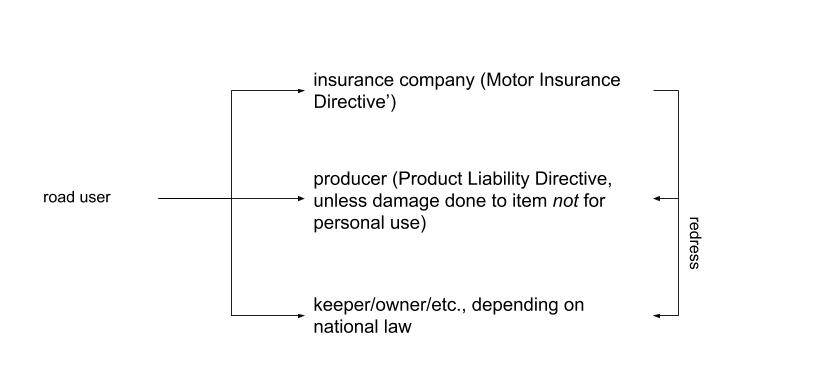 insurance company (Motor Insurance
Directive’)
producer (Product Liability Directive,
unless damage done to item not for
personal use)
road user
redress
keeper/owner/etc., depending on
national law